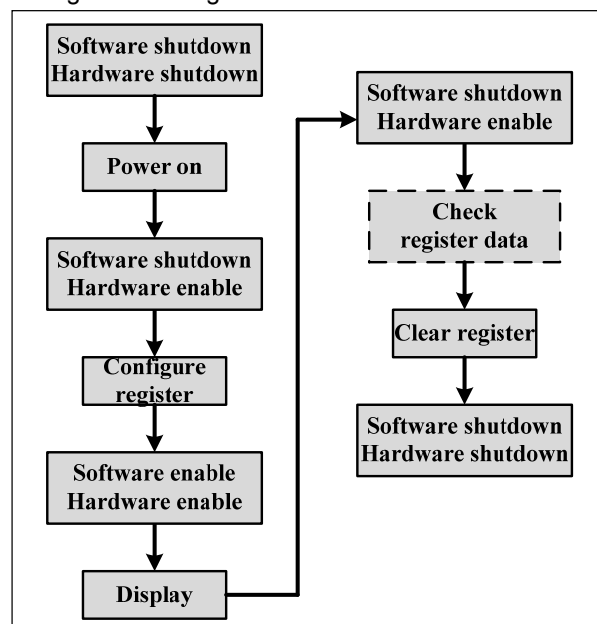 Software shutdown
Hardware shutdown
Power on
Software shutdown
Hardware enable
Configure
register
Software enable
Hardware enable
Display
Software shutdown
Hardware enable
Check
register data
Clear register
Software shutdown
Hardware shutdown